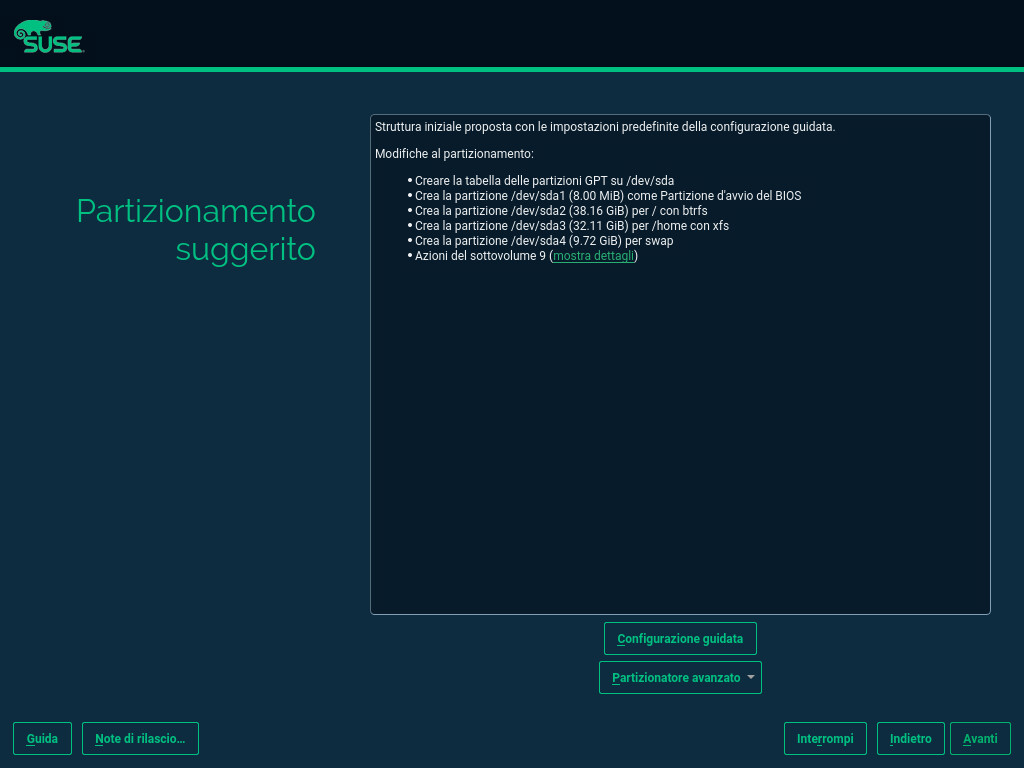 SUSE
Struttura iniziale proposta con le impostazioni predefinite della configurazione guidata.
Modifiche al partizionamento:
• Creare la tabella delle partizioni GPT su /dev/sda
• Crea la partizione /dev/sda1 (8.00 MiB) come Partizione d'avvio del BIOS
• Crea la partizione /dev/sda2 (38.16 GiB) per / con btrfs
• Crea la partizione /dev/sda3 (32.11 GiB) per /home con xfs
• Crea la partizione /dev/sda4 (9.72 GiB) per swap
• Azioni del sottovolume 9 (mostra dettagli)
Partizionamento
suggerito
Configurazione guidata
Partizionatore avanzato
Guida
Note di rilascio...
Interrompi
Indietro
Avanti